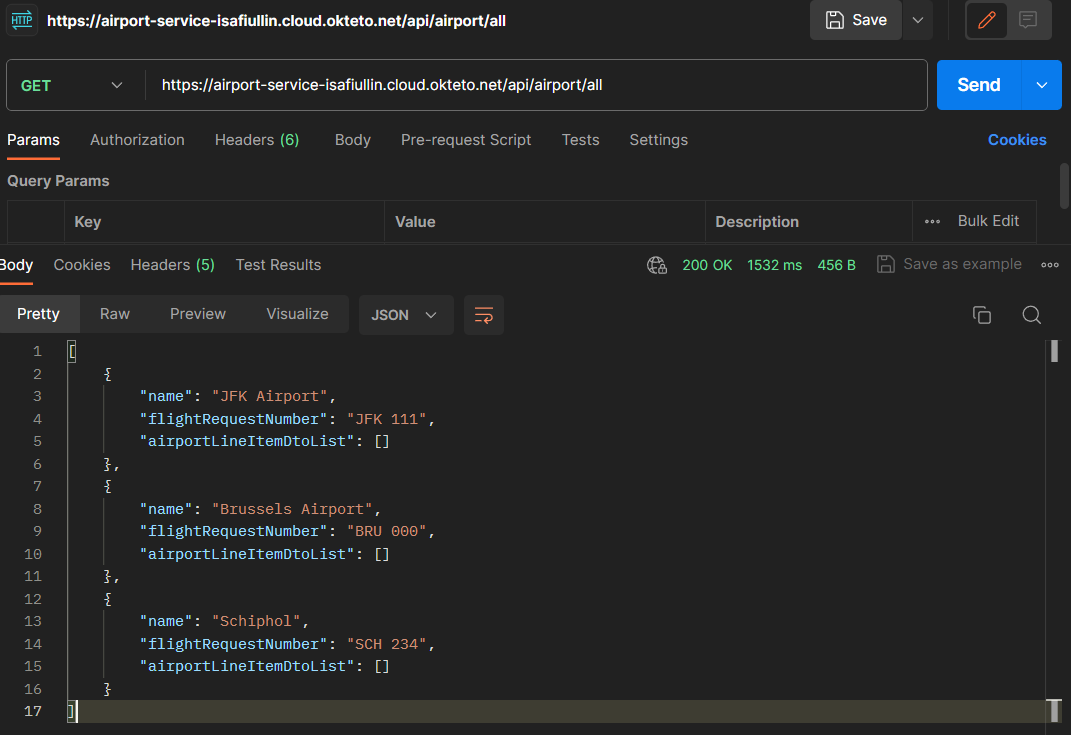 HTTP https://airport-service-isafiullin.cloud.okteto.net/api/airport/all Save
GET https://airport-service-isafiullin.cloud.okteto.net/api/airport/all Send
Params Authorization Headers (6) Body Pre-request Script Tests Settings Cookies
Query Params
Key Value Description Bulk Edit
Body Cookies Headers (5) Test Results 200 OK 1532 ms 456 B Save as example
Pretty Raw Preview Visualize JSON
1 [
2 {
3 "name": "JFK Airport",
4 "flightRequestNumber": "JFK 111",
5 "airportLineItemDtoList": []
6 },
7 {
8 "name": "Brussels Airport",
9 "flightRequestNumber": "BRU 000",
10 "airportLineItemDtoList": []
11 },
12 {
13 "name": "Schiphol",
14 "flightRequestNumber": "SCH 234",
15 "airportLineItemDtoList": []
16 }
17 ]